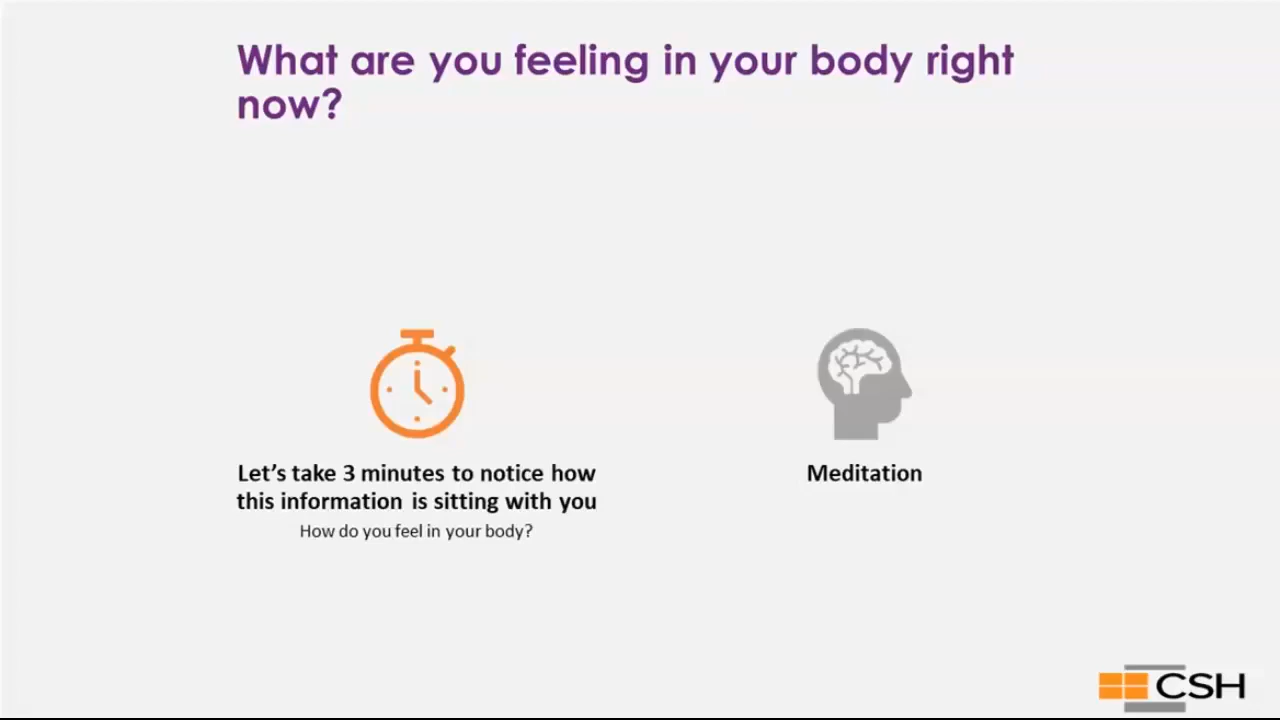 What are you feeling in your body right
now?
Let's take 3 minutes to notice how
this information is sitting with you
How do you feel in your body?
Meditation
CSH